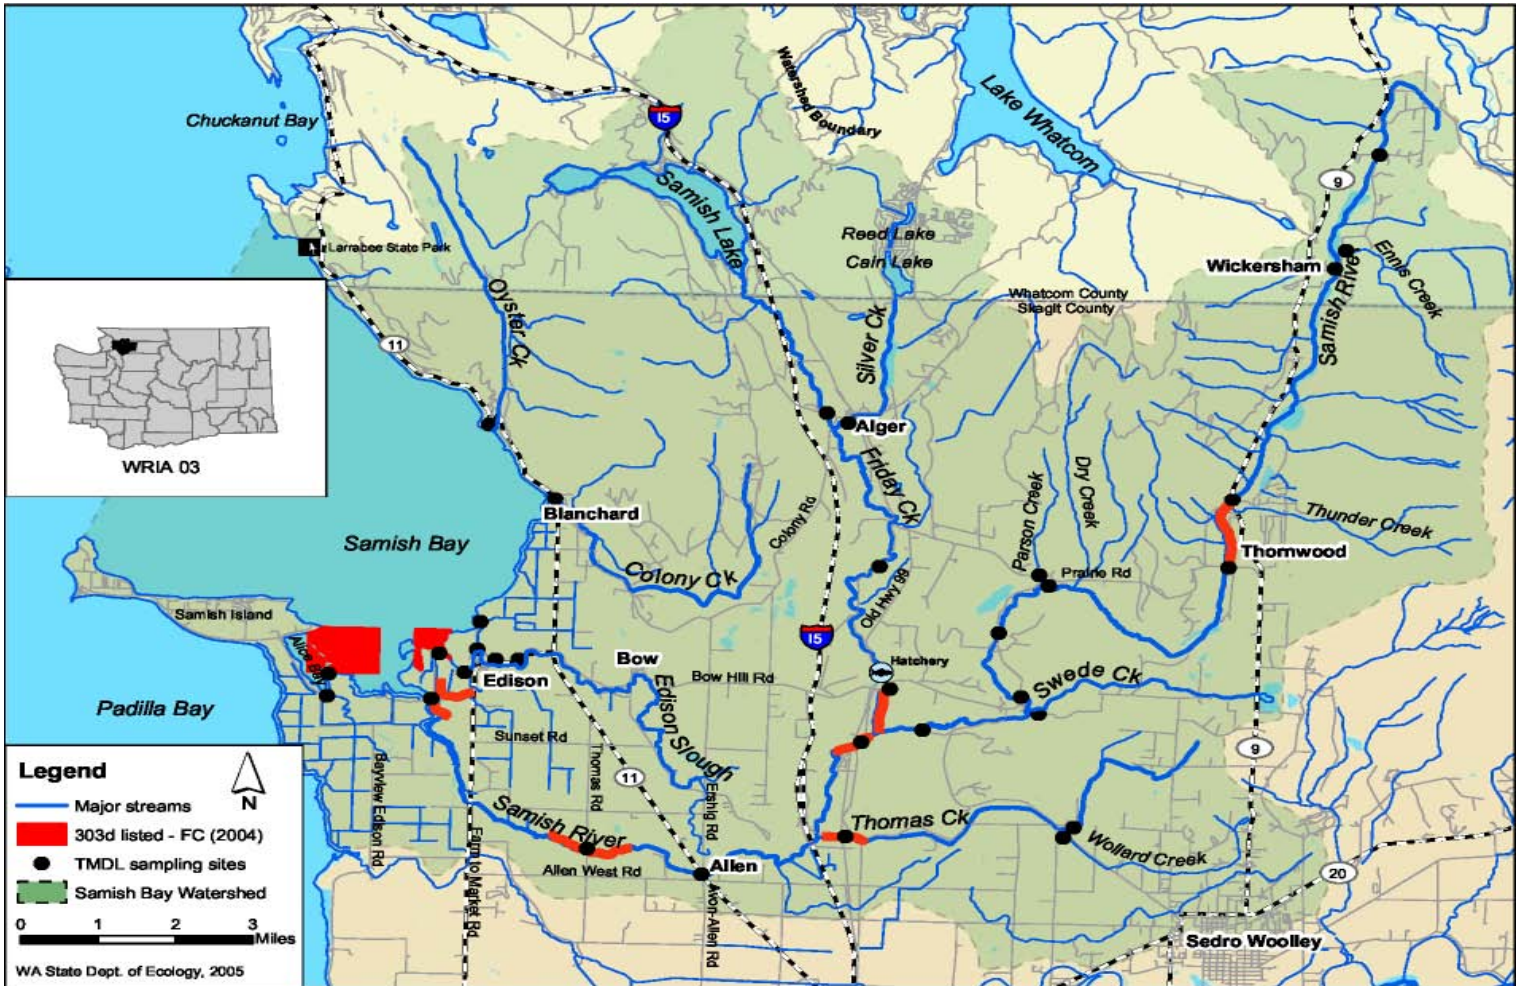 Chuckanut Bay
15
Watershed Boundary
Lake Whatcom
9
Samish Lake
Reed Lake
Cain Lake
Larrabee State Park
Wickersham
Ennis Creek
Whatcom County
Skagit County
Samish River
Oyster Ck
11
Silver Ck
WRIA 03
Alger
Friday Ck
Blanchard
Colony Rd
Parson Creek
Dry Creek
Thunder Creek
Samish Bay
Thornwood
Colony Ck
Prairie Rd
Old Hwy 99
Samish Island
15
Alice Bay
Hatchery
Bow
Edison
Bow Hill Rd
Swede Ck
Padilla Bay
Edison Slough
Sunset Rd
9
Legend
N
Thomas Rd
11
Bayview Edison Rd
Major streams
Ershig Rd
Samish River
Thomas Ck
303d listed - FC (2004)
Farm to Market Rd
Wollard Creek
TMDL sampling sites
Allen
Allen West Rd
20
Samish Bay Watershed
Avon-Allen Rd
0 1 2 3
Miles
Sedro Woolley
WA State Dept. of Ecology, 2005